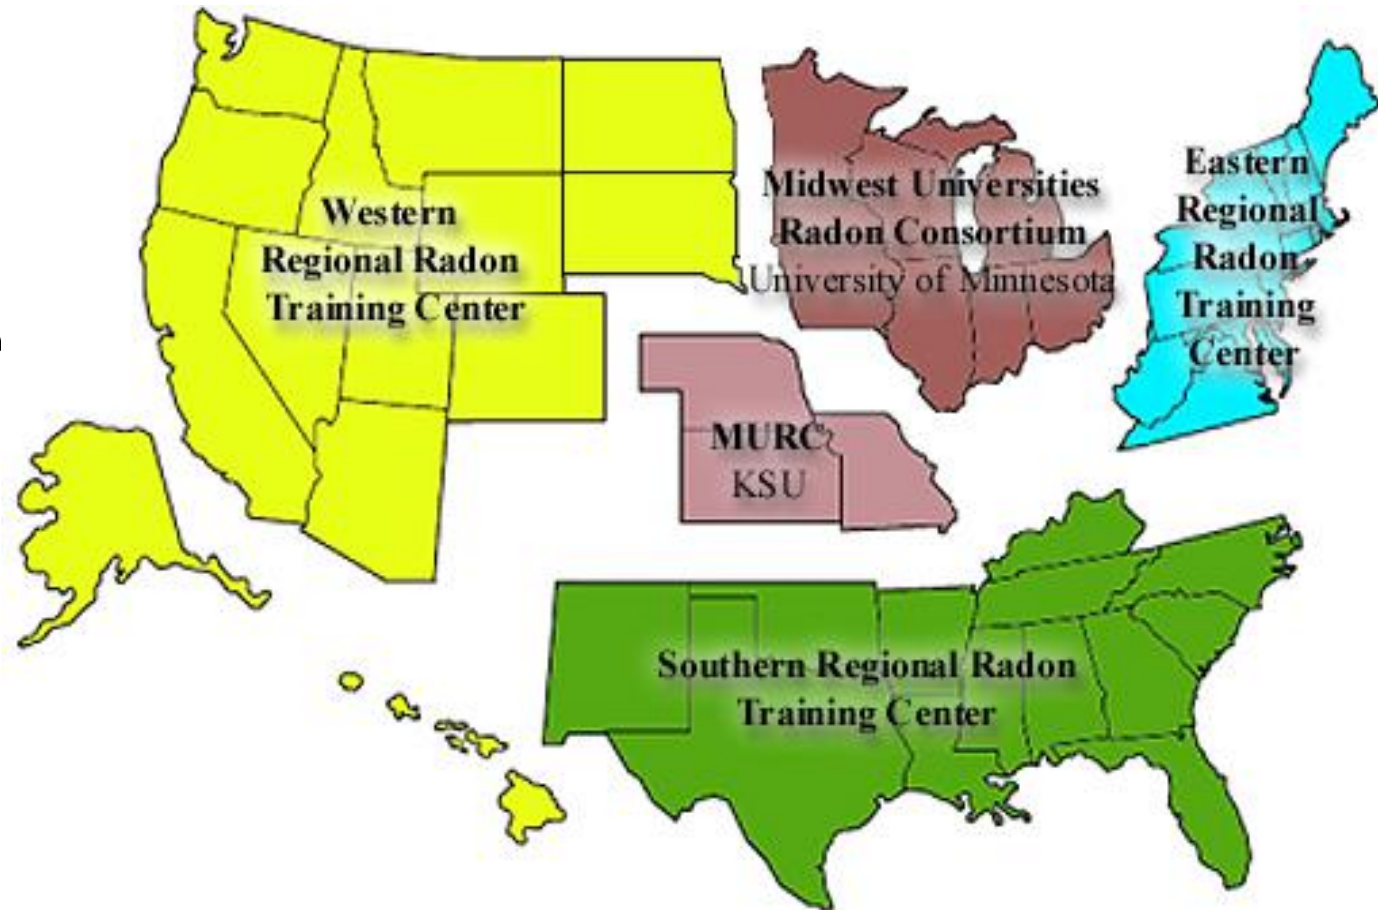 Western
Regional Radon
Training Center
Midwest Universities
Radon Consortium
University of Minnesota
Eastern
Regional
Radon
Training
Center
MURC
KSU
Southern Regional Radon
Training Center